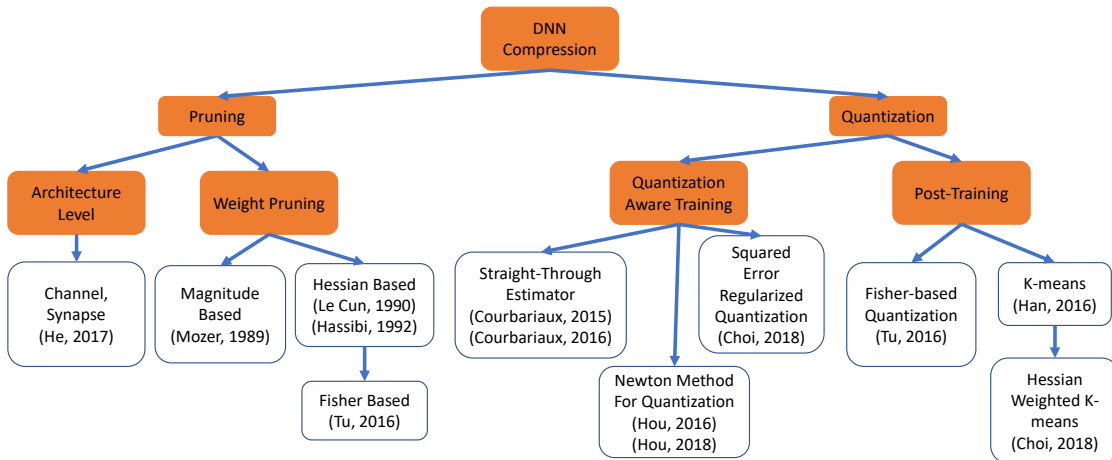 DNN
Compression
Pruning
Quantization
Architecture
Level
Weight Pruning
Quantization
Aware Training
Post-Training
Channel,
Synapse
(He, 2017)
Magnitude
Based
(Mozer, 1989)
Hessian Based
(Le Cun, 1990)
(Hassibi, 1992)
Fisher Based
(Tu, 2016)
Straight-Through
Estimator
(Courbariaux, 2015)
(Courbariaux, 2016)
Newton Method
For Quantization
(Hou, 2016)
(Hou, 2018)
Squared
Error
Regularized
Quantization
(Choi, 2018)
Fisher-based
Quantization
(Tu, 2016)
K-means
(Han, 2016)
Hessian
Weighted K-
means
(Choi, 2018)